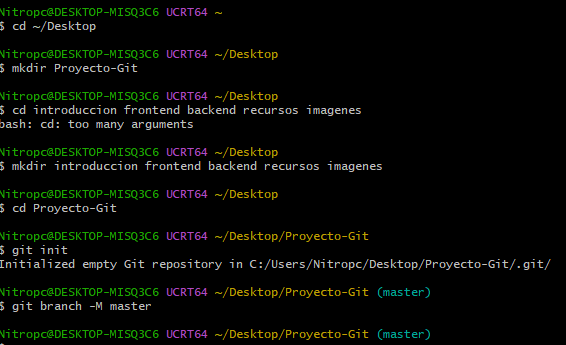 Nitropc@DESKTOP-MISQ3C6 UCRT64 ~
$ cd ~/Desktop
Nitropc@DESKTOP-MISQ3C6 UCRT64 ~/Desktop
$ mkdir Proyecto-Git
Nitropc@DESKTOP-MISQ3C6 UCRT64 ~/Desktop
$ cd introduccion frontend backend recursos imagenes
bash: cd: too many arguments
Nitropc@DESKTOP-MISQ3C6 UCRT64 ~/Desktop
$ mkdir introduccion frontend backend recursos imagenes
Nitropc@DESKTOP-MISQ3C6 UCRT64 ~/Desktop
$ cd Proyecto-Git
Nitropc@DESKTOP-MISQ3C6 UCRT64 ~/Desktop/Proyecto-Git
$ git init
Initialized empty Git repository in C:/Users/Nitropc/Desktop/Proyecto-Git/.git/
Nitropc@DESKTOP-MISQ3C6 UCRT64 ~/Desktop/Proyecto-Git (master)
$ git branch -M master
Nitropc@DESKTOP-MISQ3C6 UCRT64 ~/Desktop/Proyecto-Git (master)